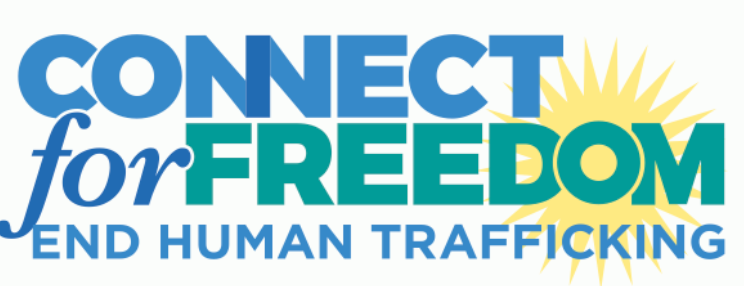 CONNECT
for FREEDOM
END HUMAN TRAFFICKING